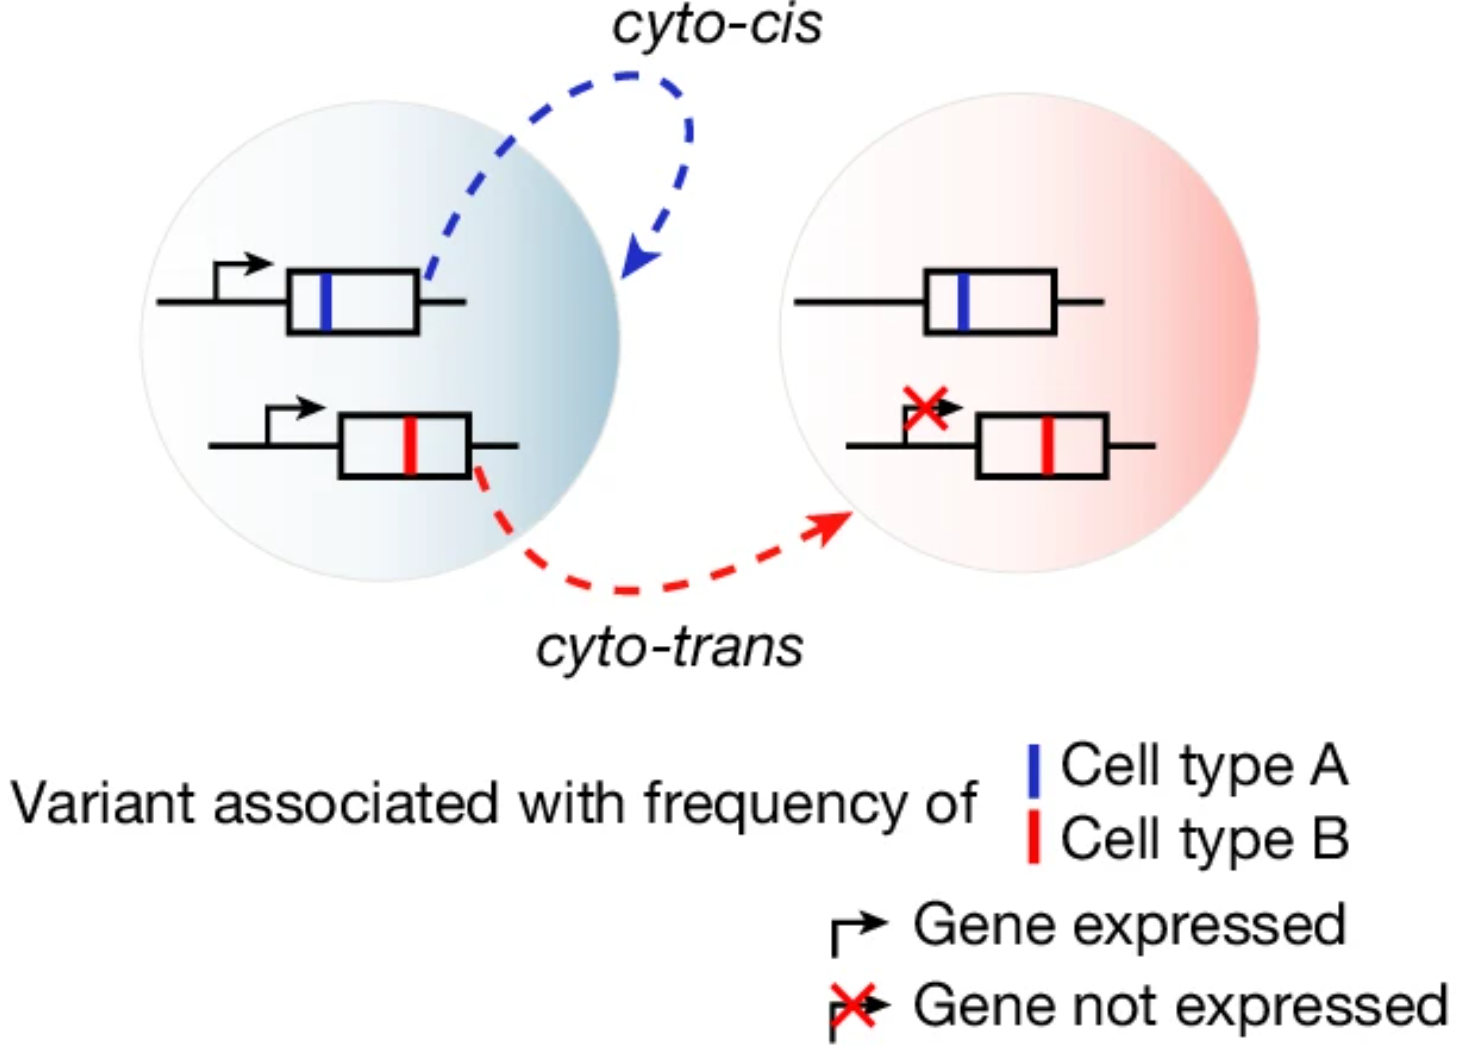 cyto-cis
cyto-trans
Variant associated with frequency of
Cell type A
Cell type B
Gene expressed
Gene not expressed